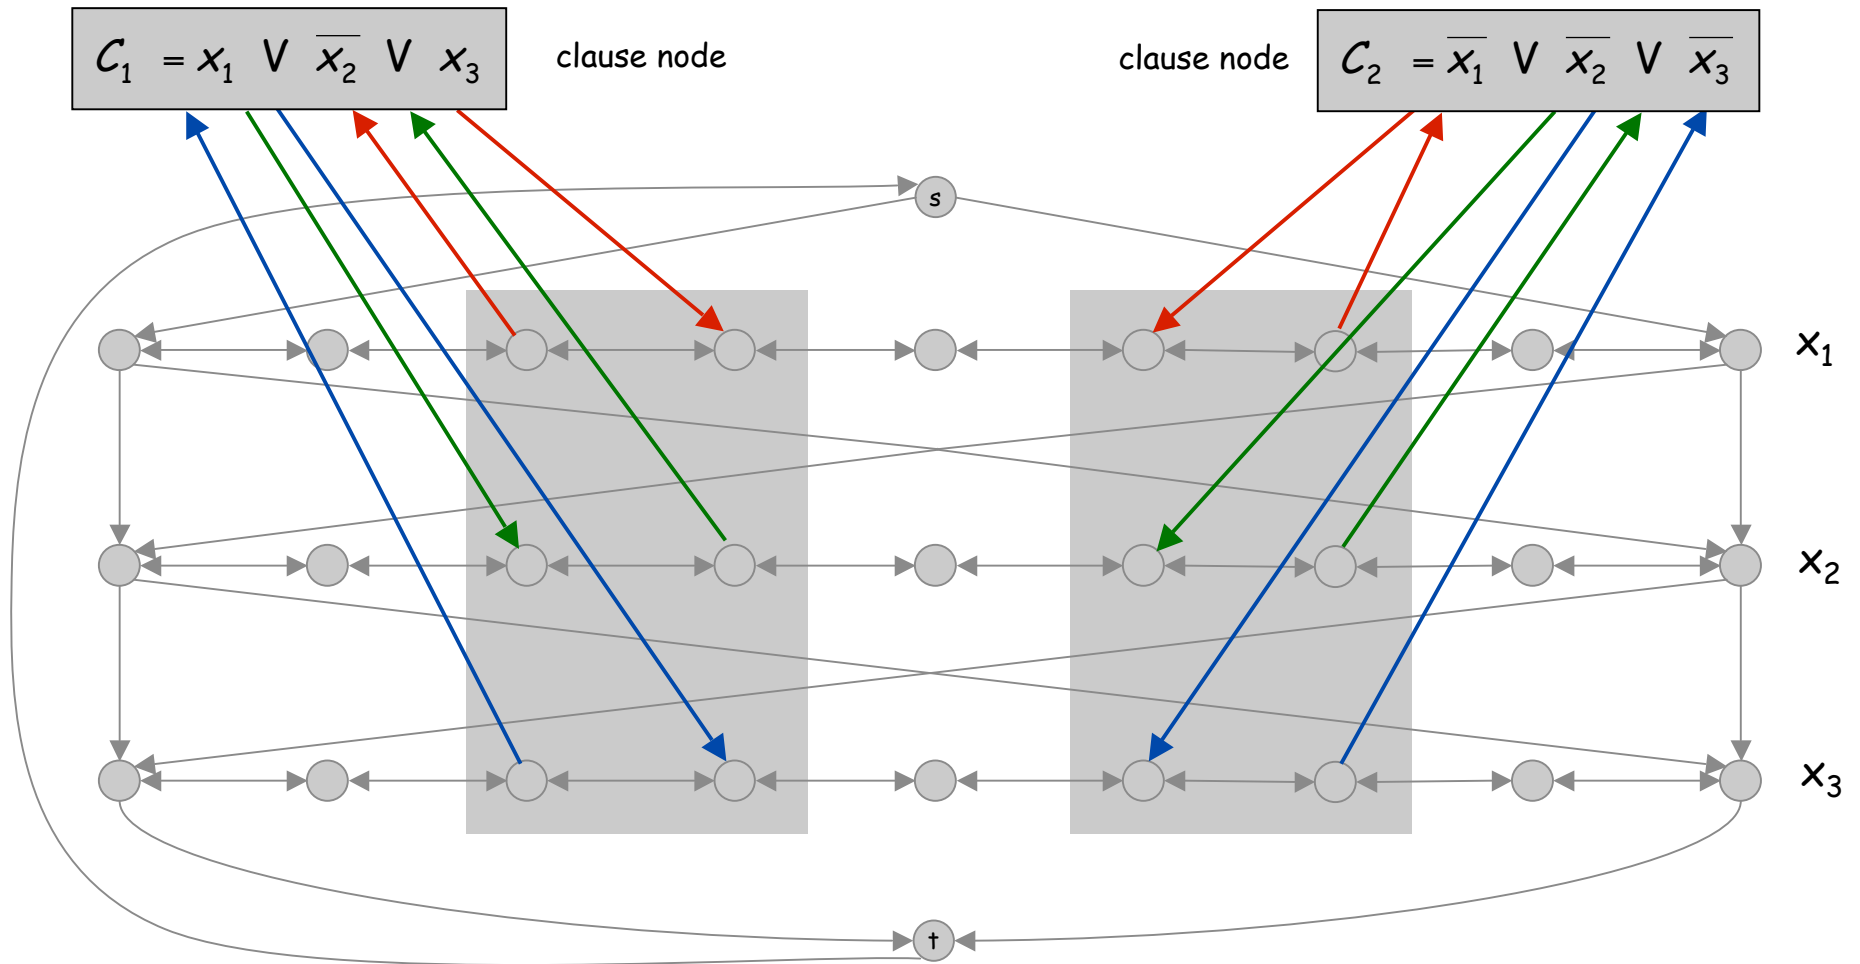 C₁ = x₁ V x̅₂ V x₃
clause node
clause node
C₂ = x̅₁ V x̅₂ V x̅₃
s
x₁
x₂
x₃
t